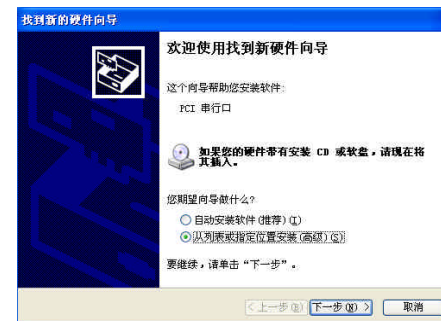 找到新的硬件向导
欢迎使用找到新硬件向导
这个向导帮助您安装软件:
PCI 串行口
如果您的硬件带有安装 CD 或软盘，请现在将
其插入。
您期望向导做什么?
自动安装软件(推荐)(I)
从列表或指定位置安装(高级)(S)
要继续，请单击“下一步”。
< 上一步(B) 下一步(N) > 取消